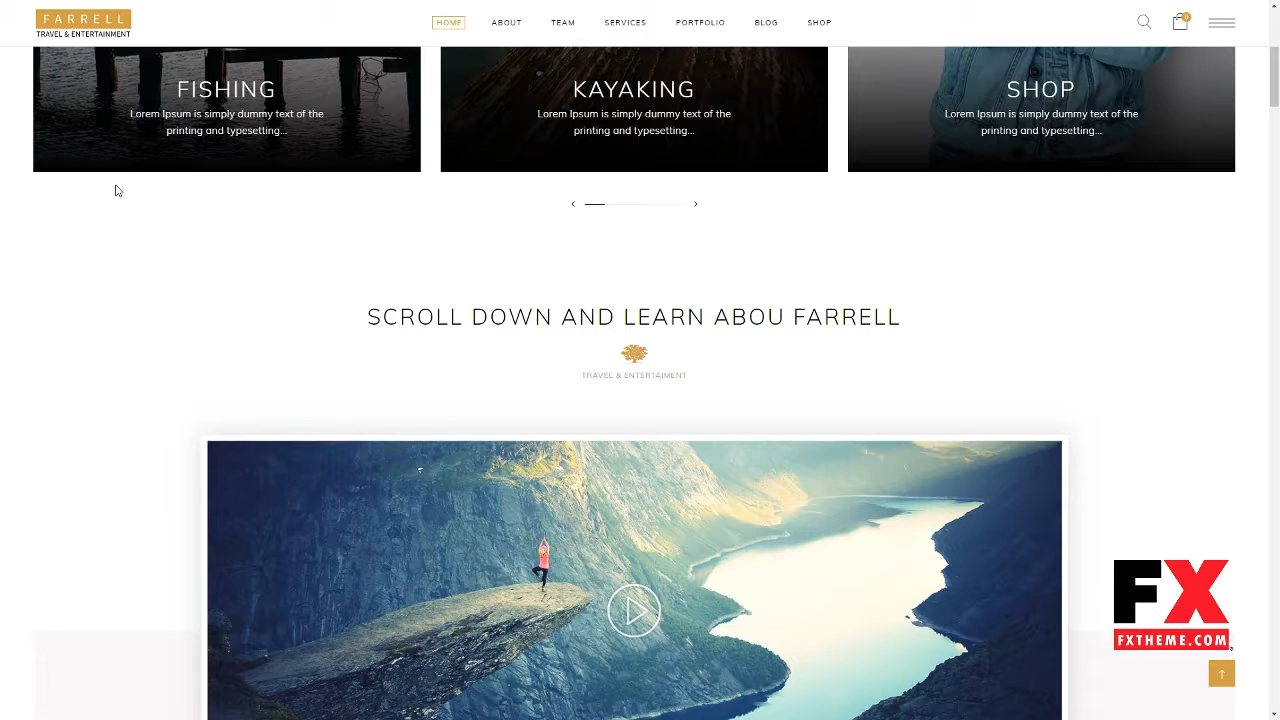 FARRELL
TRAVEL & ENTERTAINMENT
HOME ABOUT TEAM SERVICES PORTFOLIO BLOG SHOP
0
FISHING
Lorem Ipsum is simply dummy text of the
printing and typesetting...
KAYAKING
Lorem Ipsum is simply dummy text of the
printing and typesetting...
SHOP
Lorem Ipsum is simply dummy text of the
printing and typesetting...
SCROLL DOWN AND LEARN ABOU FARRELL
TRAVEL & ENTERTAIMENT
FX
FXTHEME.COM